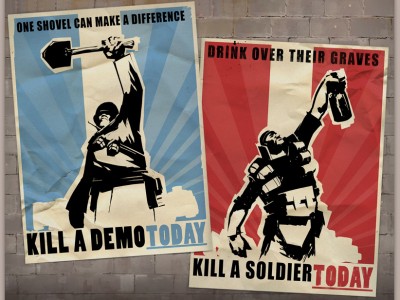 ONE SHOVEL CAN MAKE A DIFFERENCE
KILL A DEMO TODAY
DRINK OVER THEIR GRAVES
KILL A SOLDIER TODAY